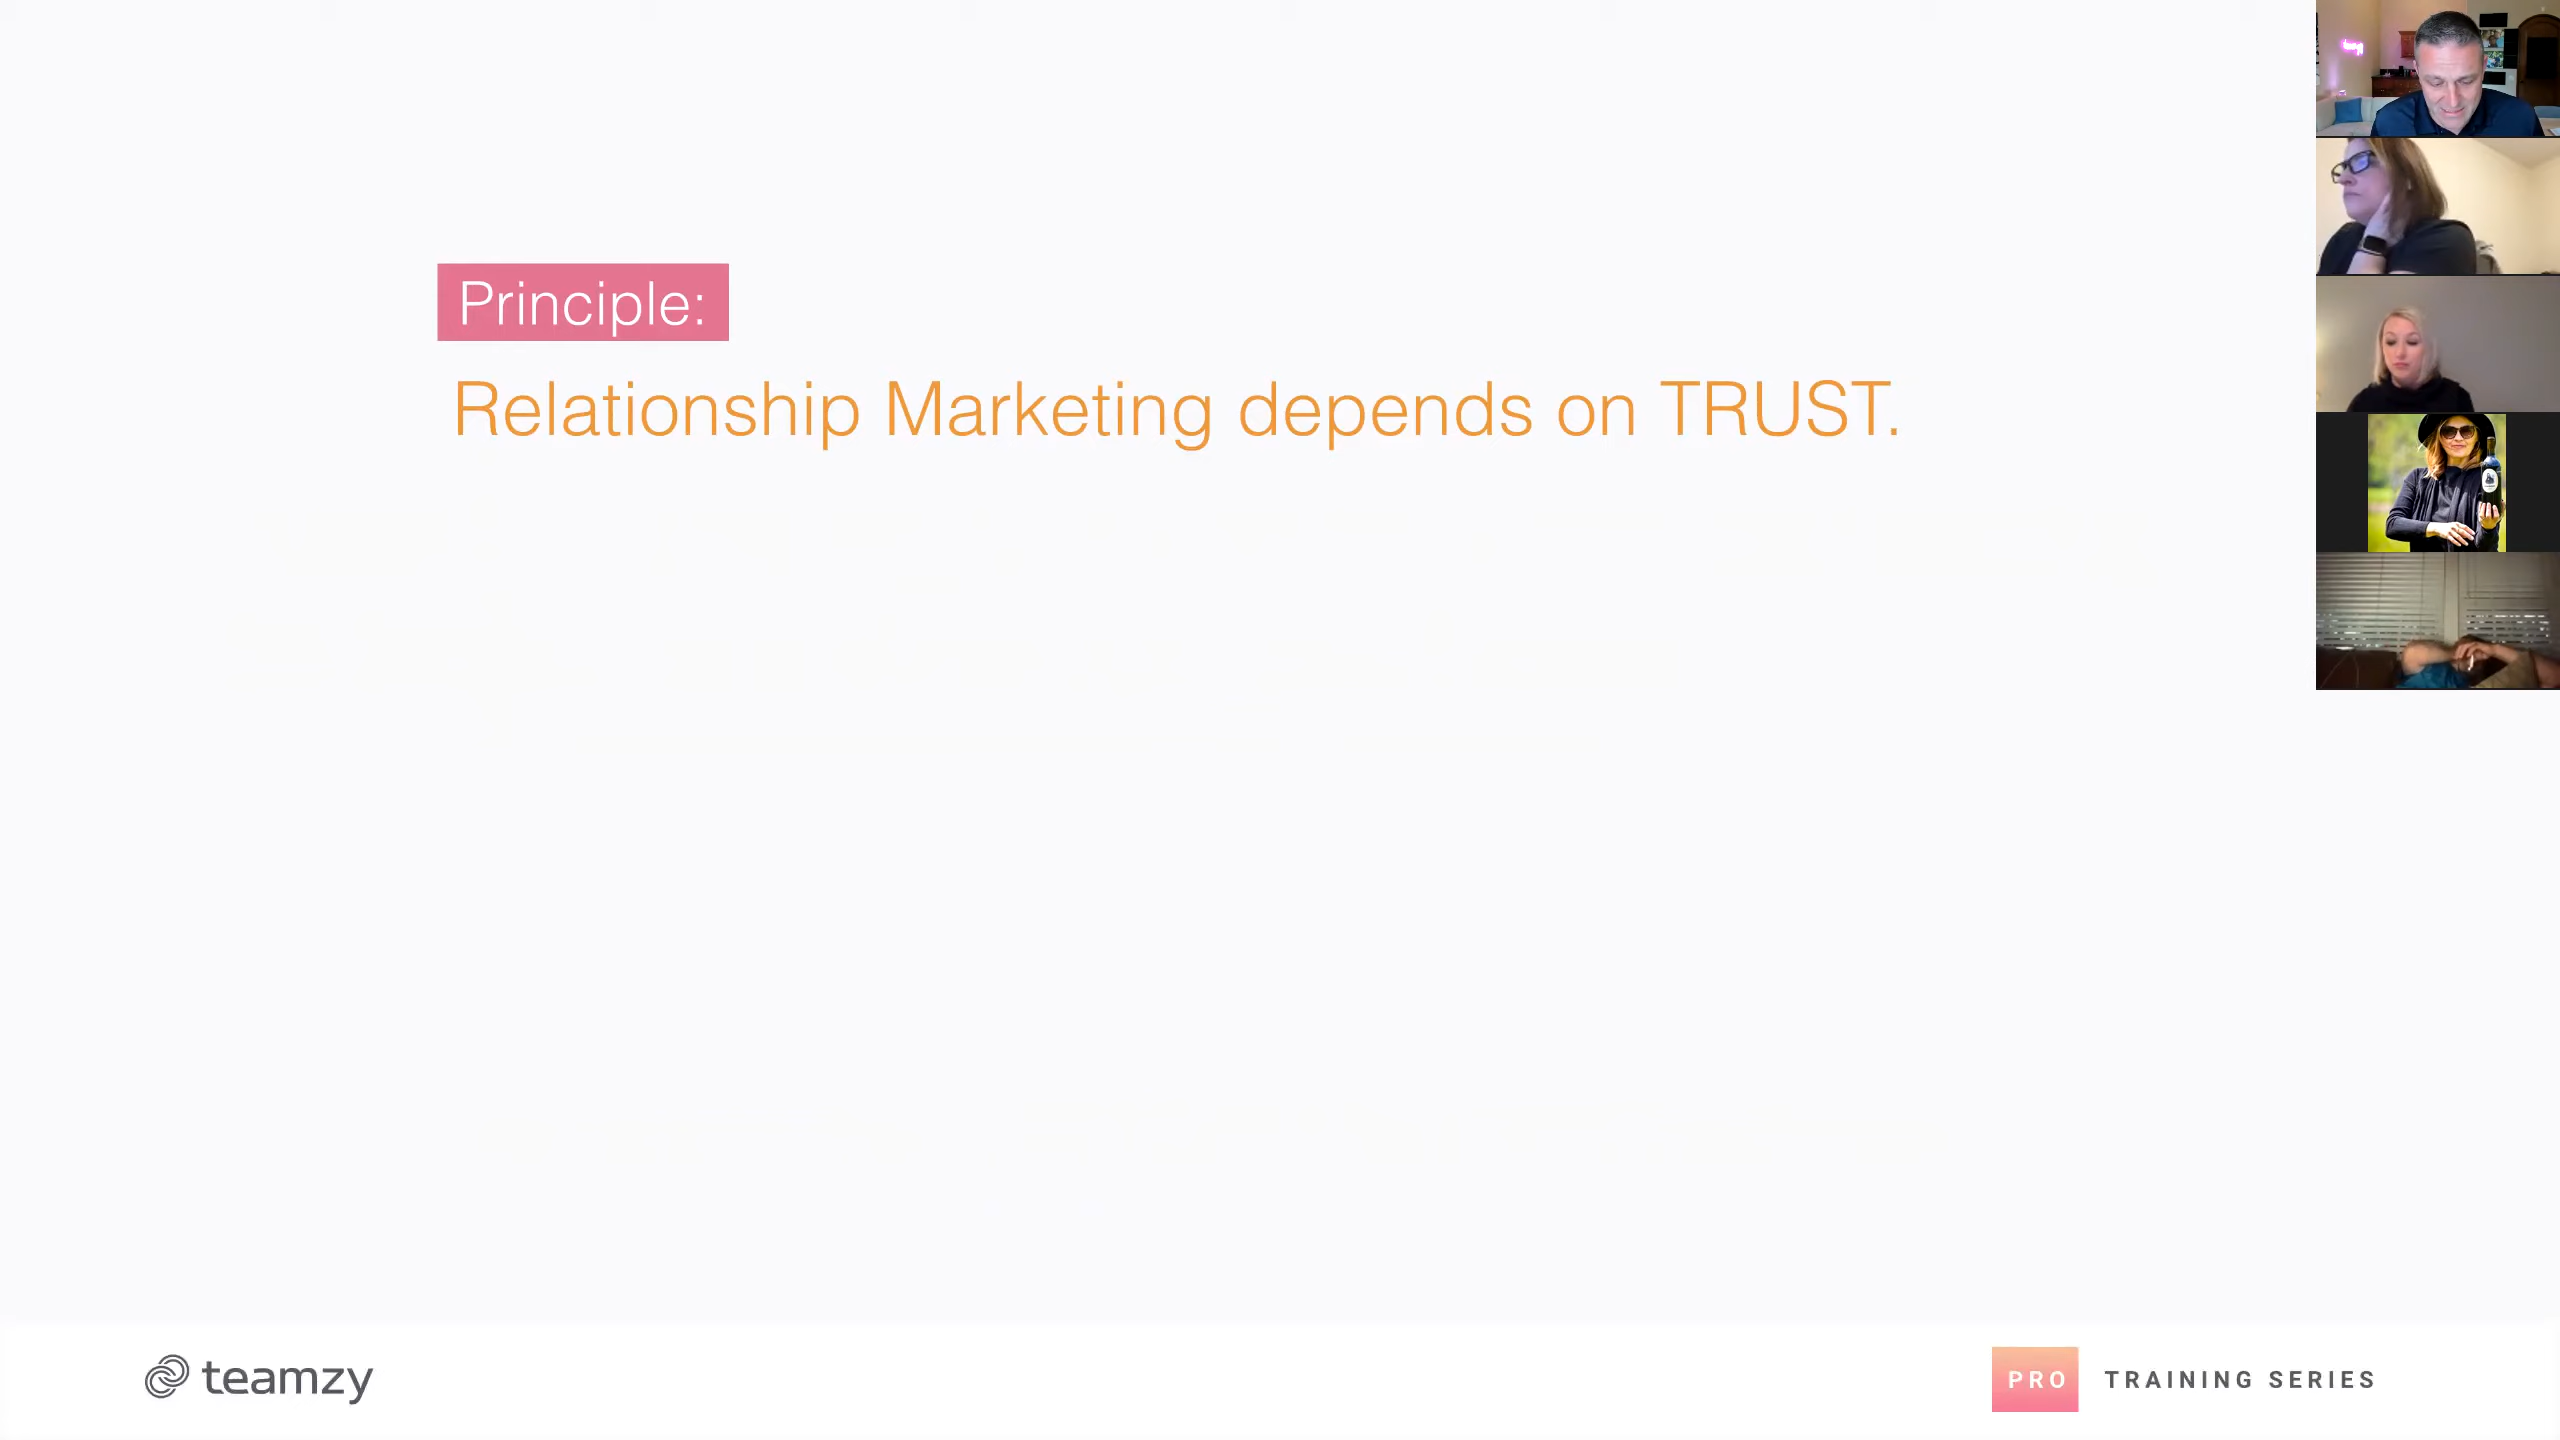 Principle:
Relationship Marketing depends on TRUST.
teamzy
PRO TRAINING SERIES